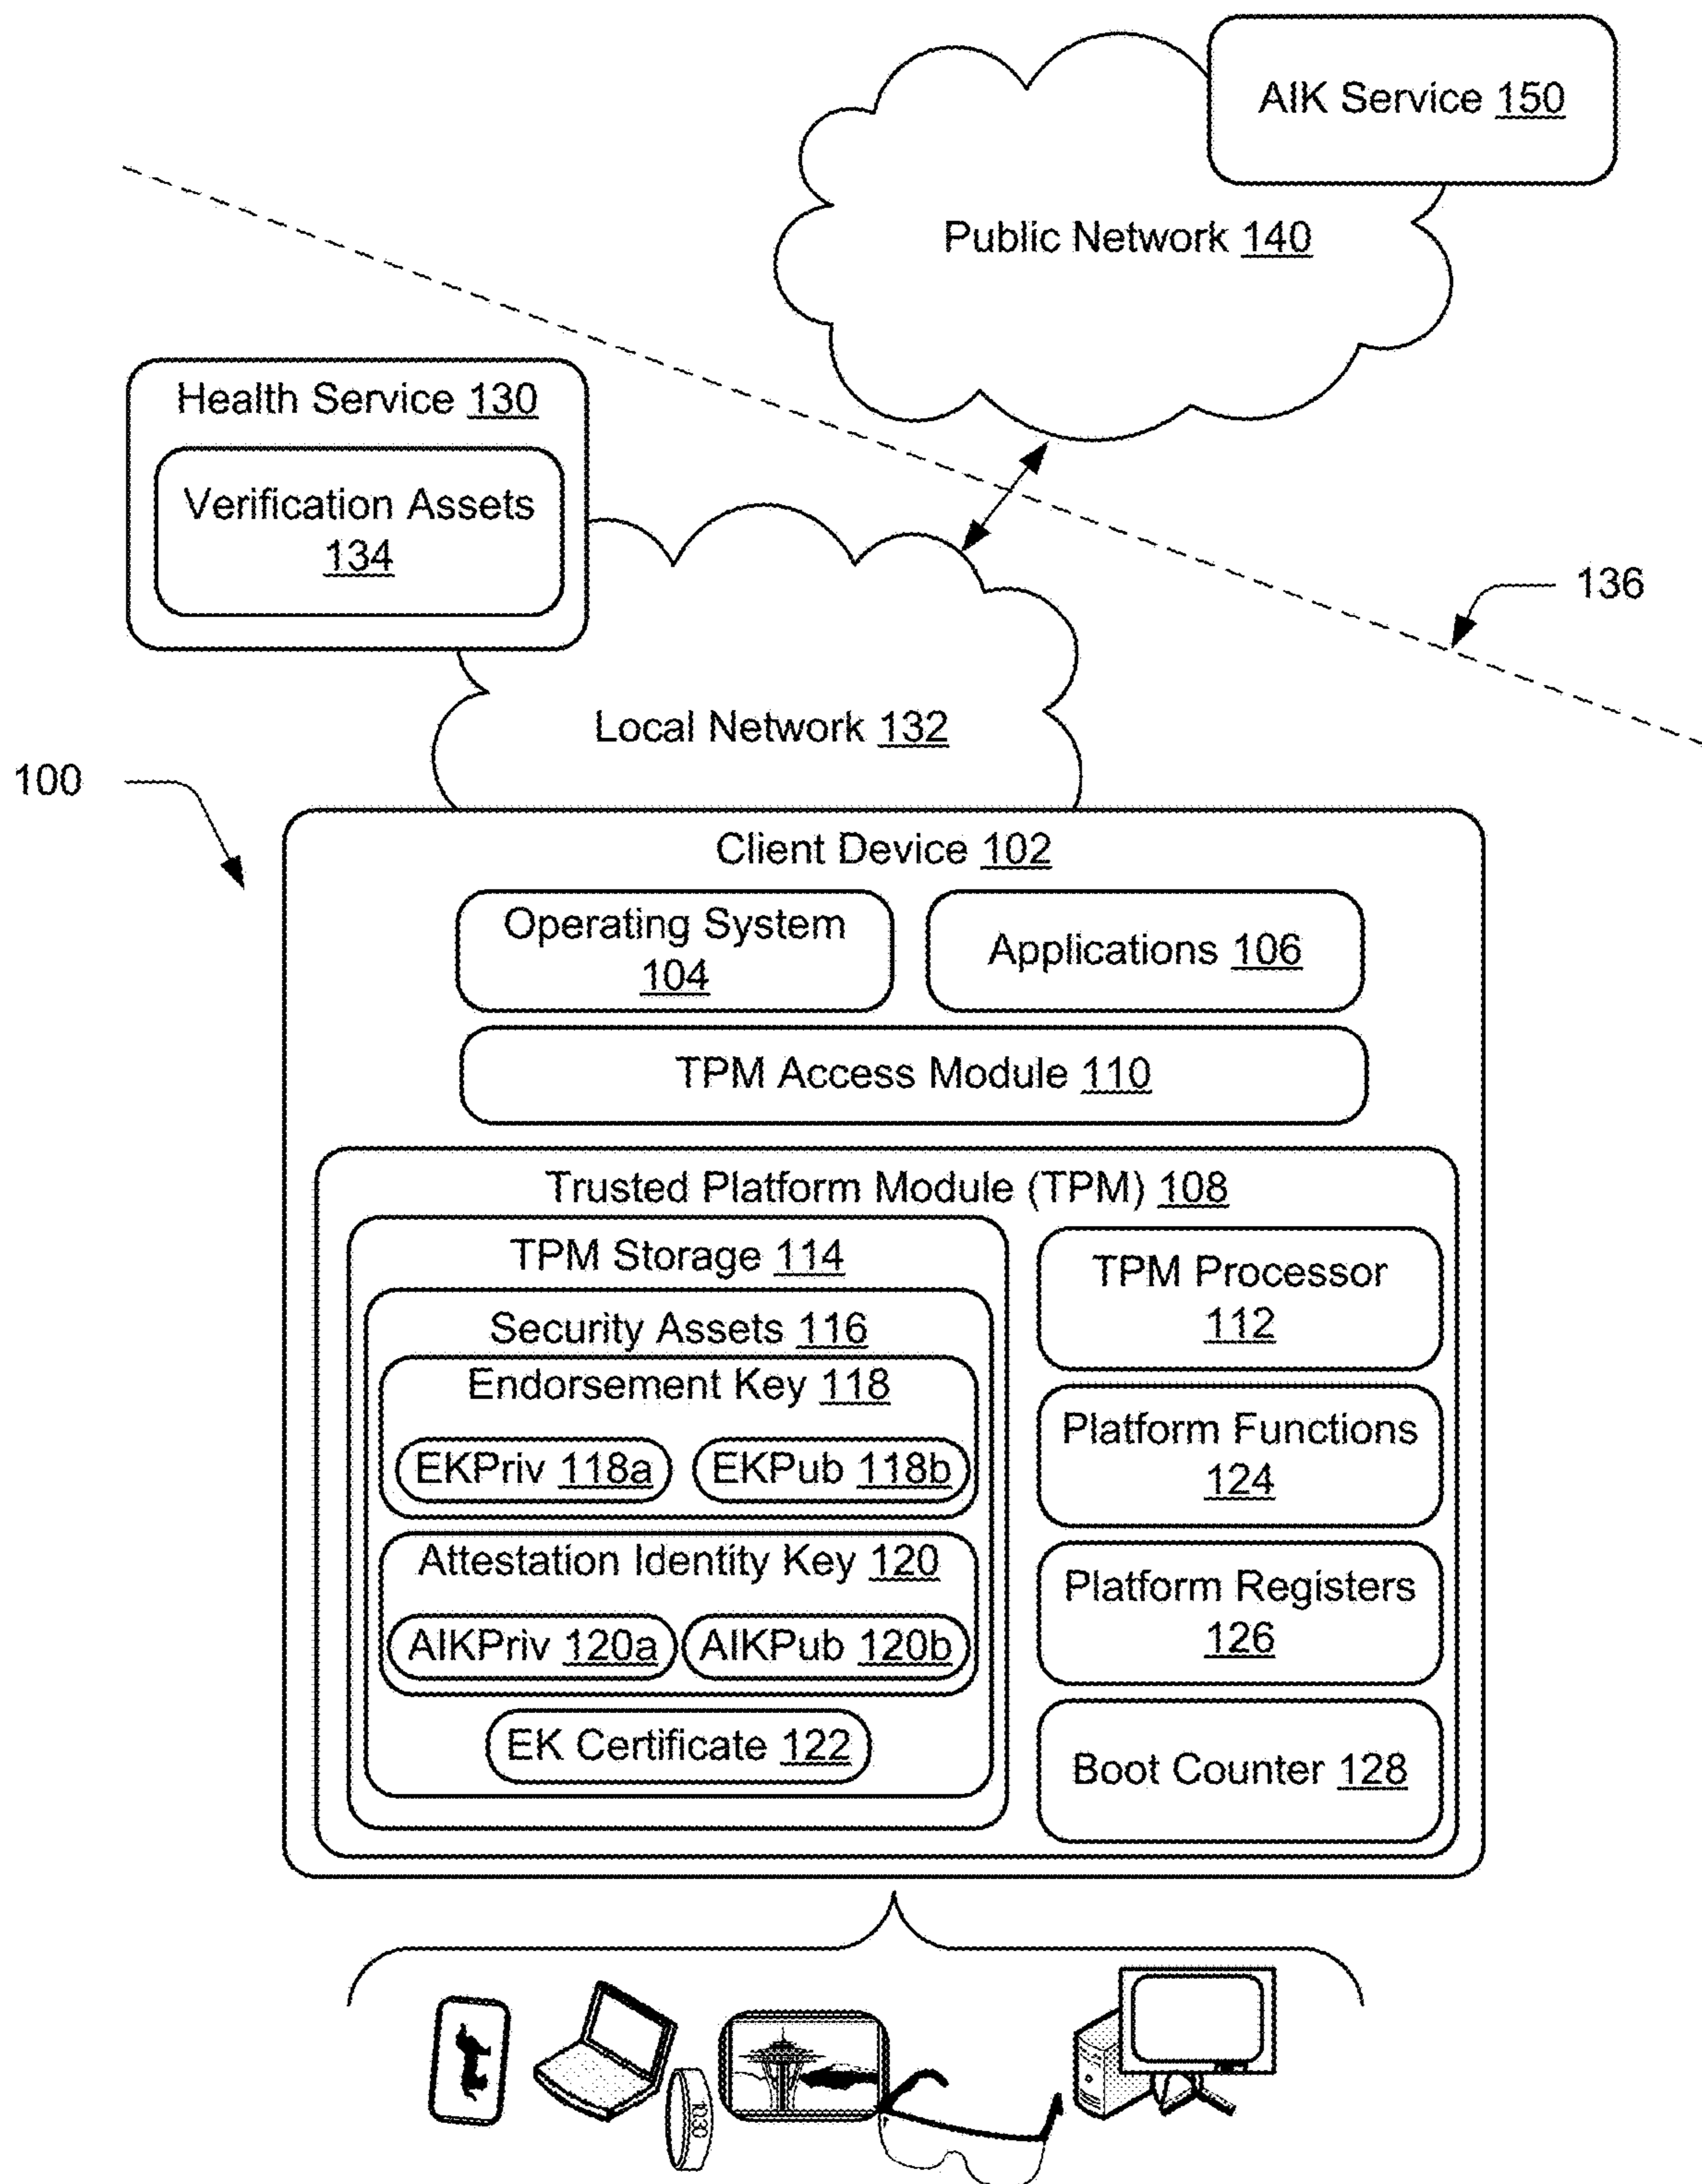 AIK Service 150
Public Network 140
Health Service 130
Verification Assets
134
136
Local Network 132
100
Client Device 102
Operating System
104
Applications 106
TPM Access Module 110
Trusted Platform Module (TPM) 108
TPM Storage 114
Security Assets 116
Endorsement Key 118
EKPriv 118a
EKPub 118b
Attestation Identity Key 120
AIKPriv 120a
AIKPub 120b
EK Certificate 122
TPM Processor
112
Platform Functions
124
Platform Registers
126
Boot Counter 128